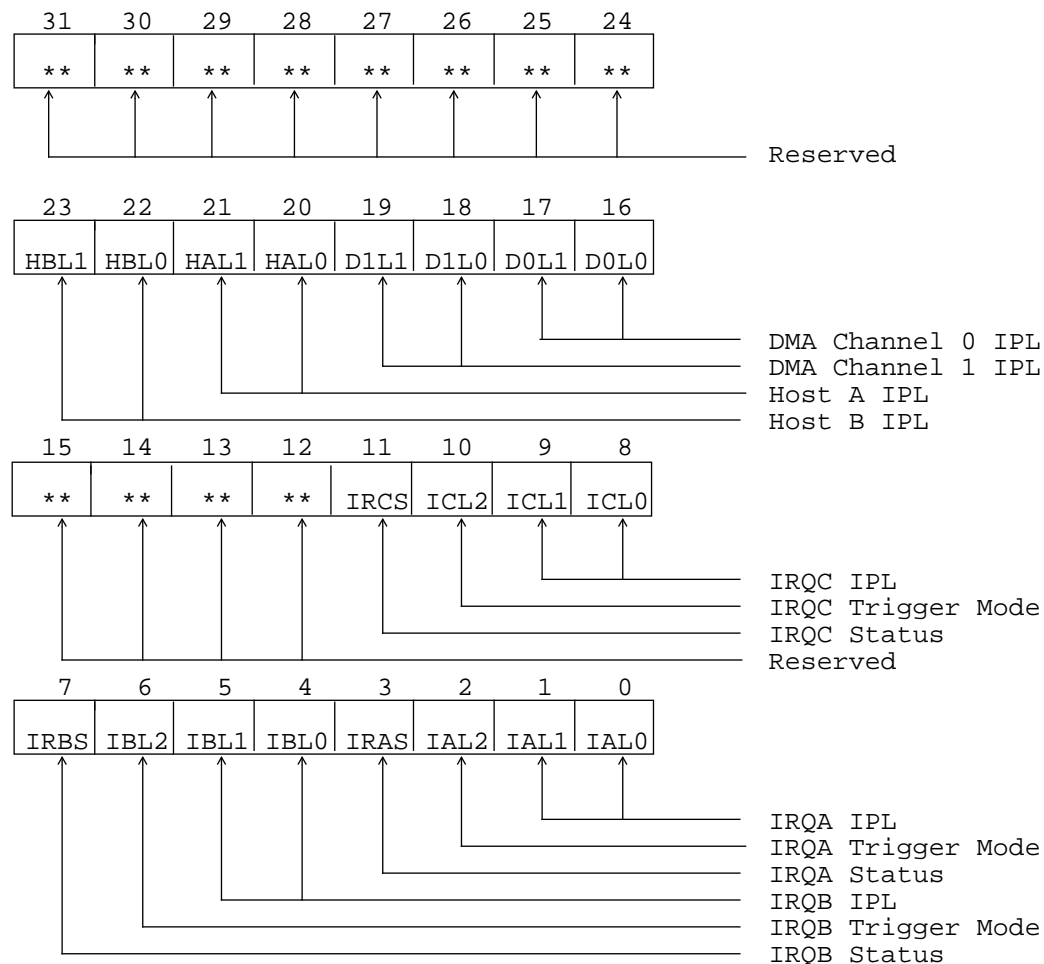 31 30 29 28 27 26 25 24
** ** ** ** ** ** ** **
Reserved
23 22 21 20 19 18 17 16
HBL1 HBL0 HAL1 HAL0 D1L1 D1L0 D0L1 D0L0
DMA Channel 0 IPL
DMA Channel 1 IPL
Host A IPL
Host B IPL
15 14 13 12 11 10 9 8
** ** ** ** IRCS ICL2 ICL1 ICL0
IRQC IPL
IRQC Trigger Mode
IRQC Status
Reserved
7 6 5 4 3 2 1 0
IRBS IBL2 IBL1 IBL0 IRAS IAL2 IAL1 IAL0
IRQA IPL
IRQA Trigger Mode
IRQA Status
IRQB IPL
IRQB Trigger Mode
IRQB Status